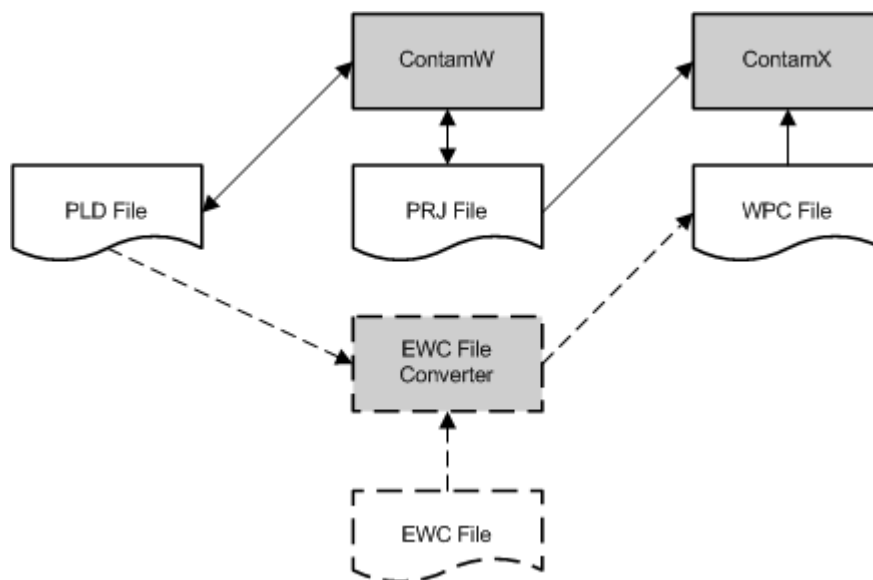 ContamW
ContamX
PLD File
PRJ File
WPC File
EWC File
Converter
EWC File